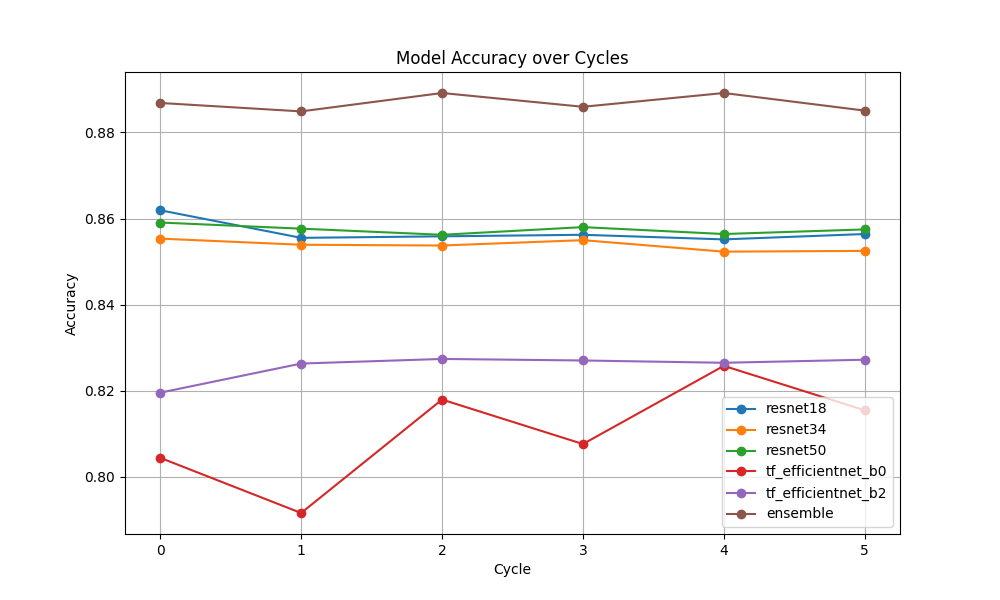 Model Accuracy over Cycles
0.88
0.86
0.84
0.82
0.80
Accuracy
resnet18
resnet34
resnet50
tf_efficientnet_b0
tf_efficientnet_b2
ensemble
0 1 2 3 4 5
Cycle